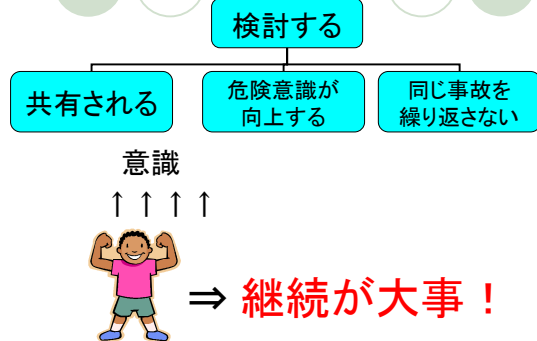 検討する
共有される
危険意識が
向上する
同じ事故を
繰り返さない
意識
↑↑↑↑
⇒ 継続が大事！